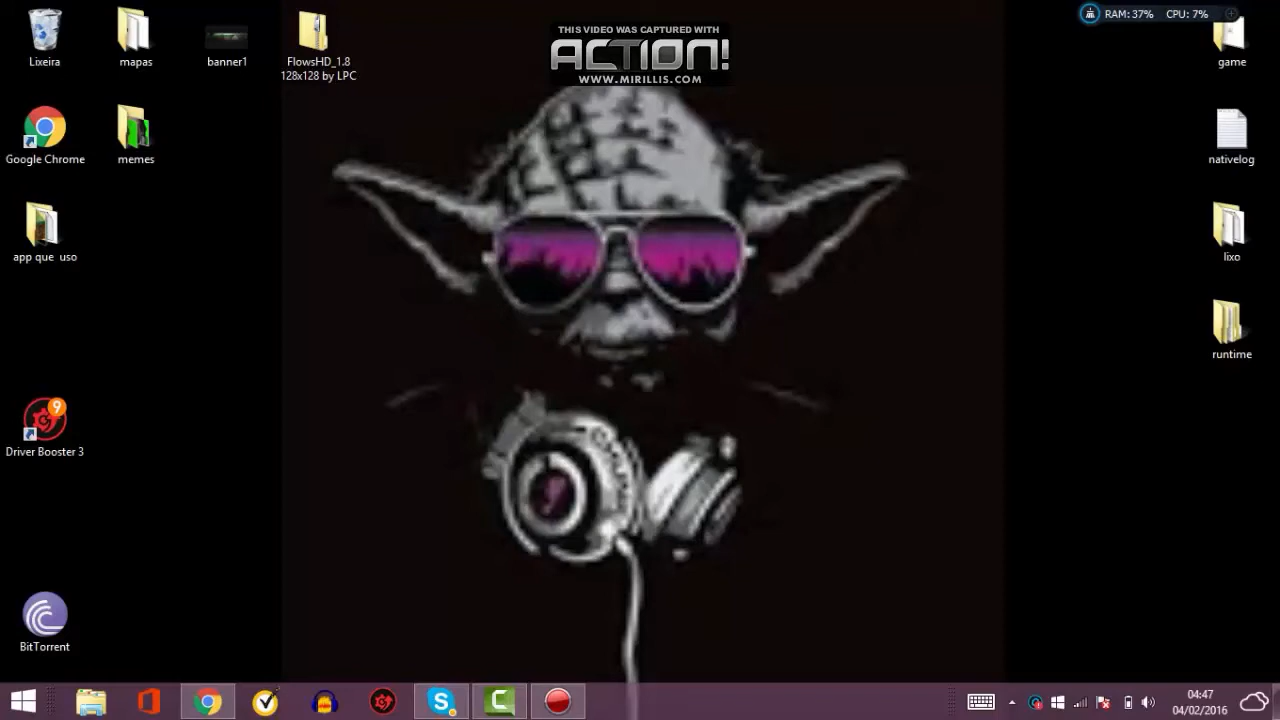 THIS VIDEO WAS CAPTURED WITH
ACTION!
WWW.MIRILLIS.COM
RAM: 37% CPU: 7%
Lixeira
mapas
banner1
FlowsHD_1.8
128x128 by LPC
game
Google Chrome
memes
nativelog
app que uso
lixo
runtime
9
Driver Booster 3
BitTorrent
04:47
04/02/2016